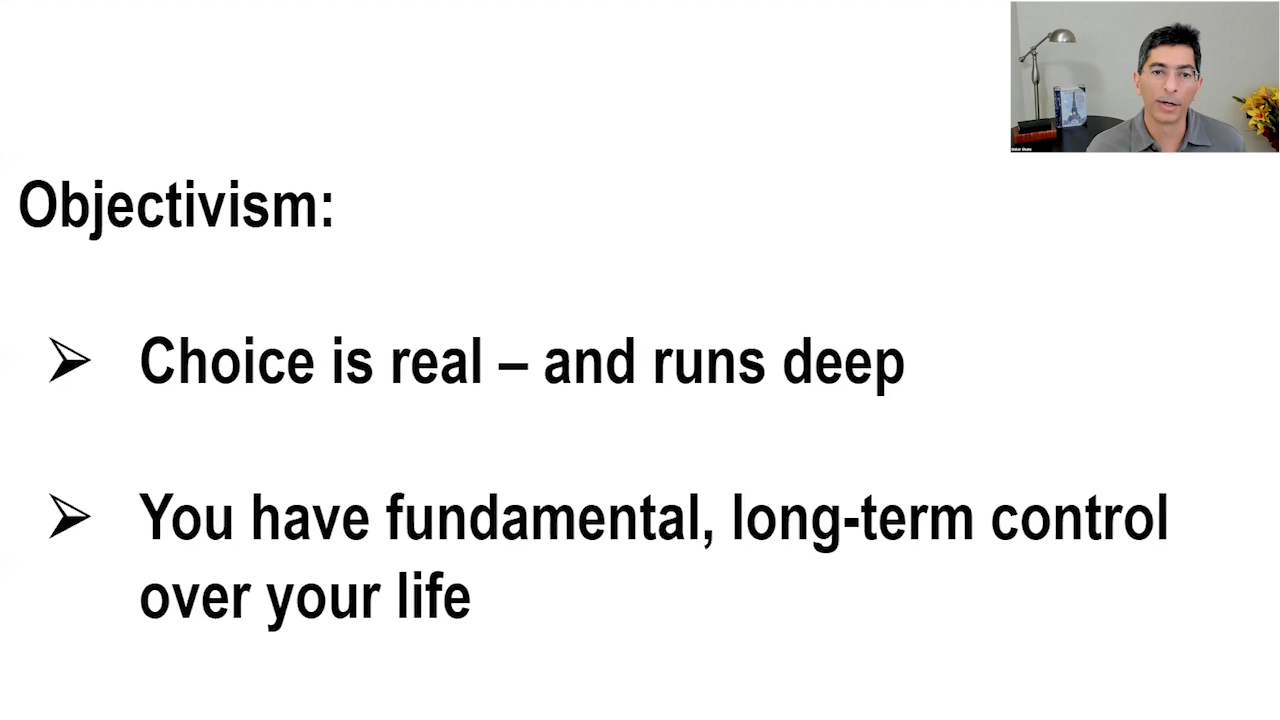 Objectivism:
➢ Choice is real – and runs deep
➢ You have fundamental, long-term control
over your life